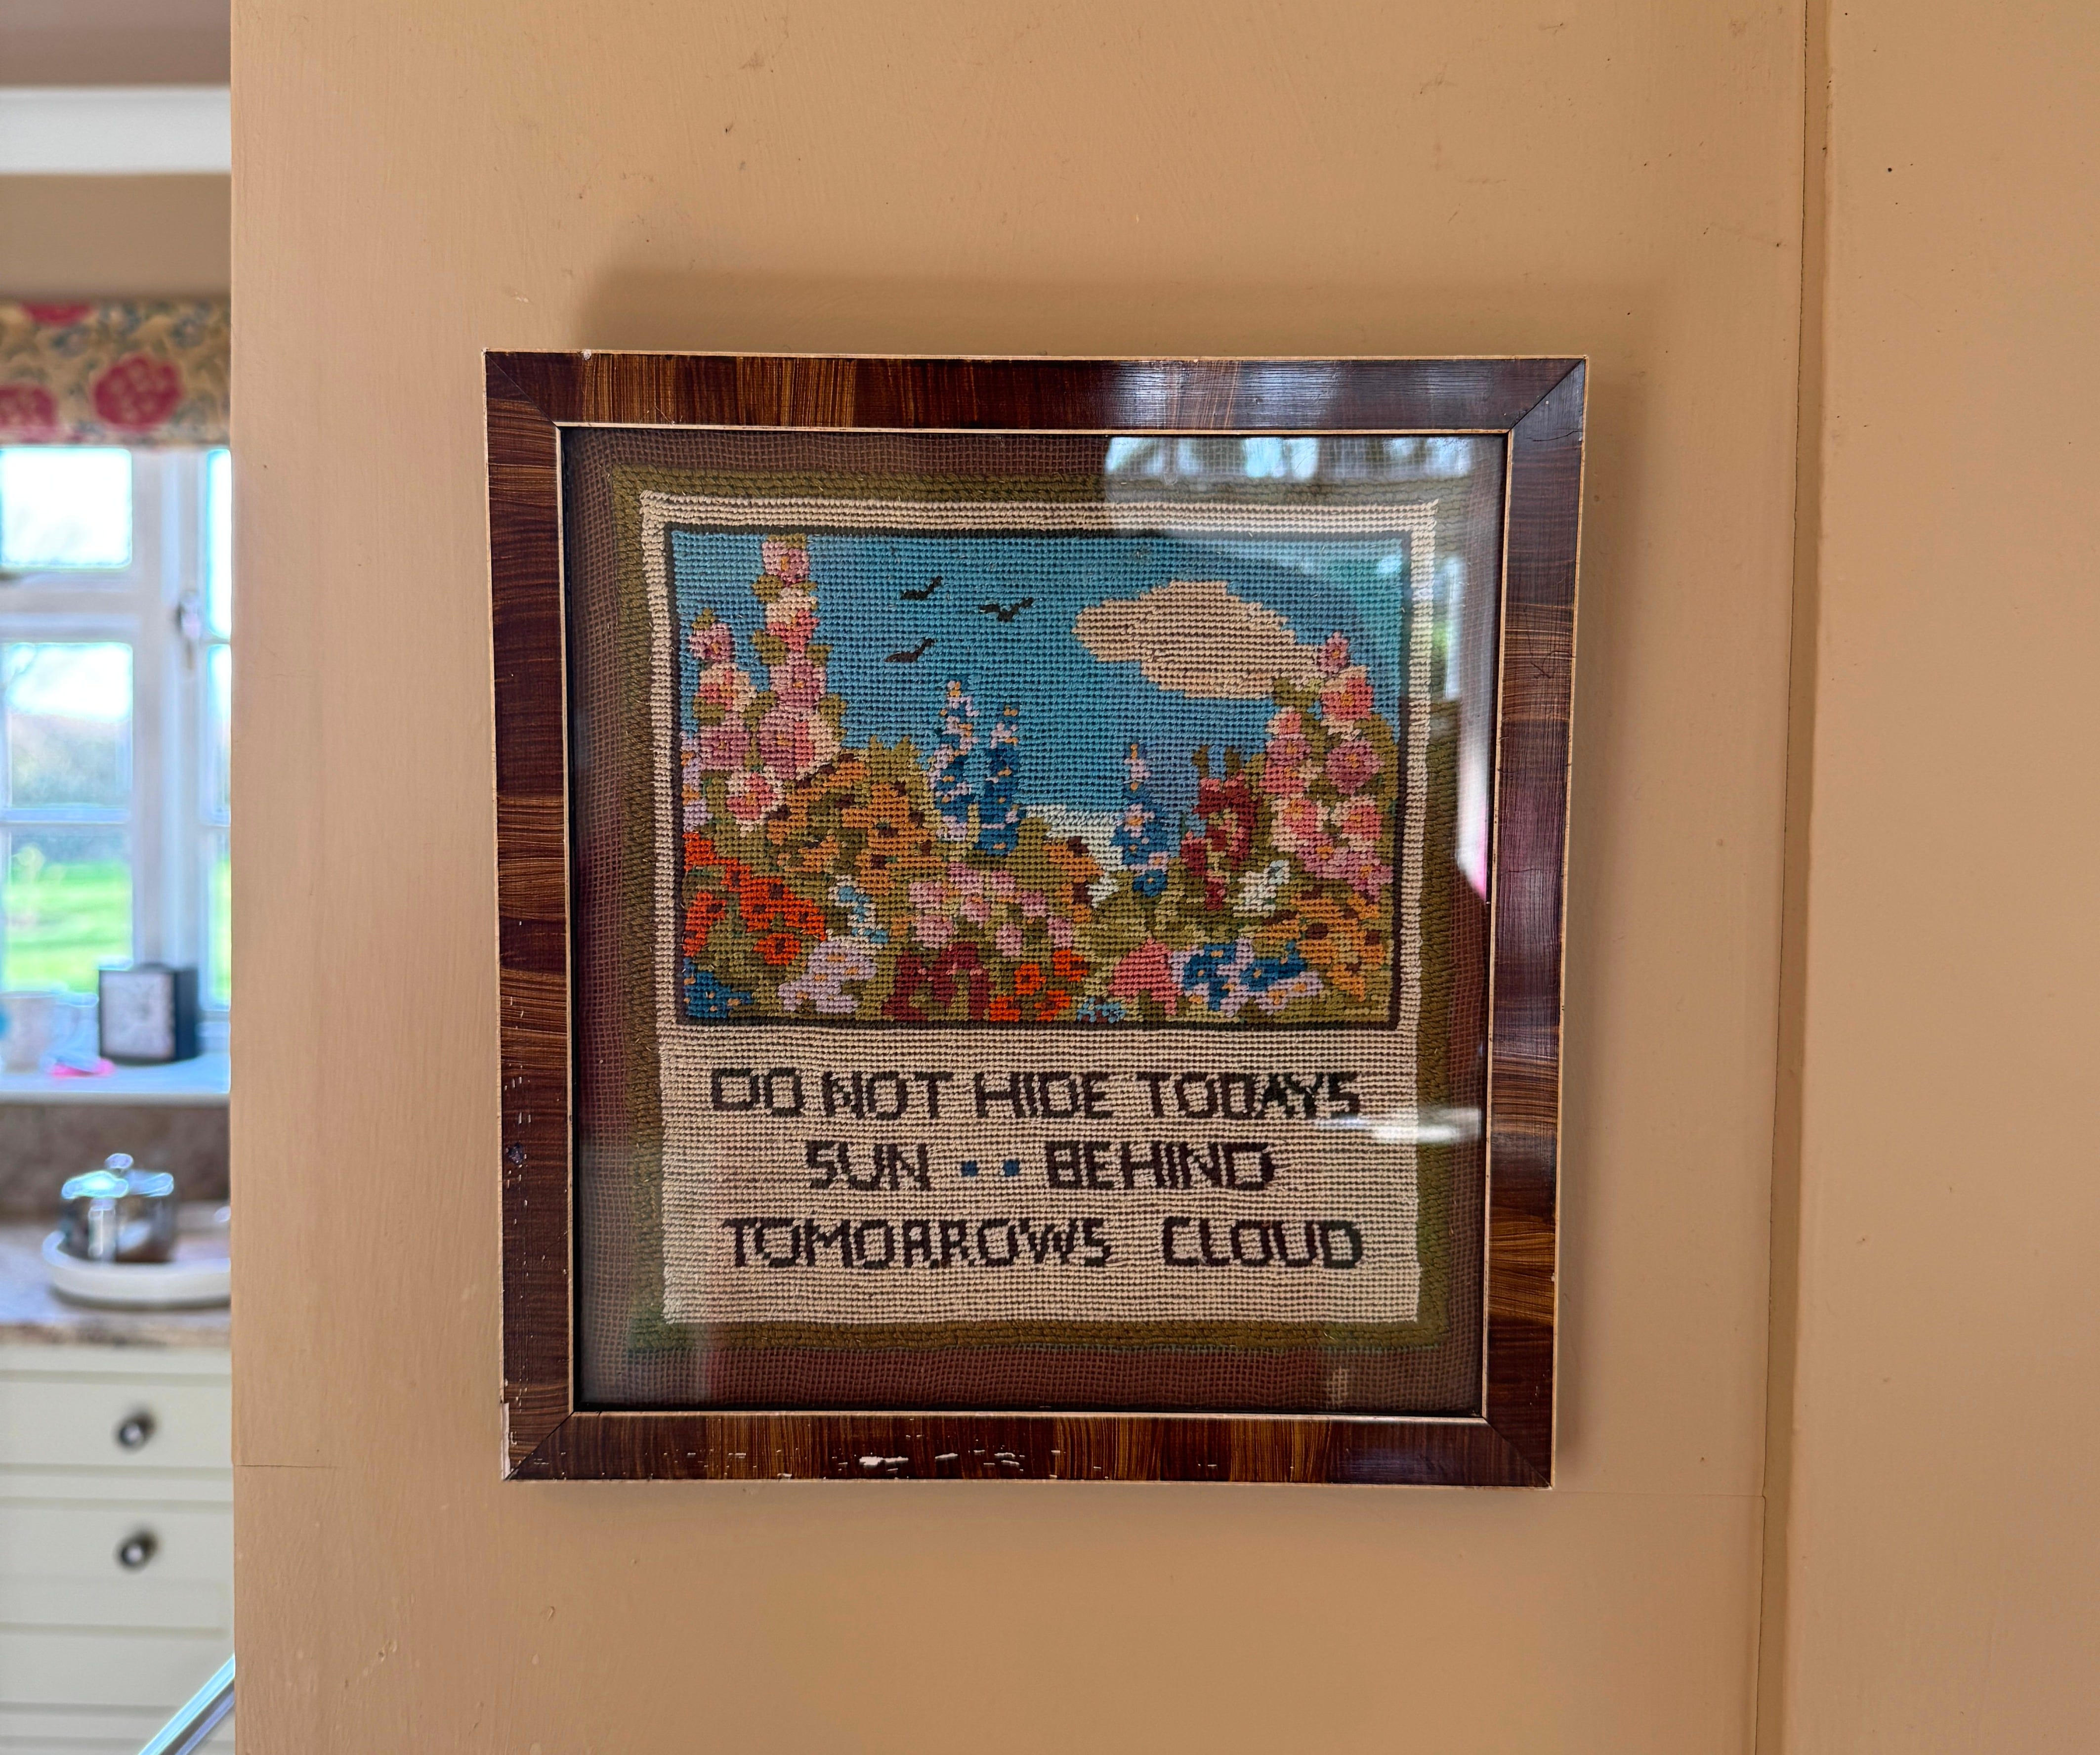 DO NOT HIDE TODAYS
SUN •• BEHIND
TOMORROWS CLOUD